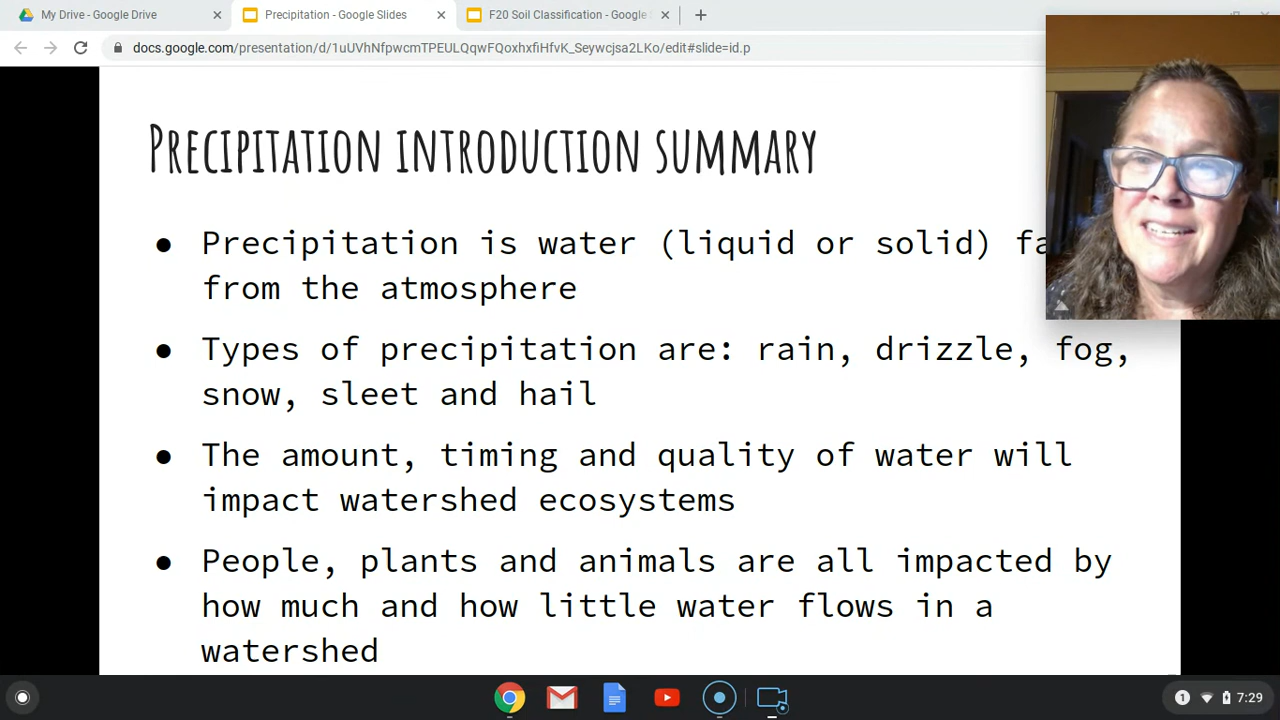 My Drive - Google Drive
Precipitation - Google Slides
F20 Soil Classification - Google
docs.google.com/presentation/d/1uUVhNfpwcmTPEULQqwFQoxhxfiHfvK_Seywcjsa2LKo/edit#slide=id.p
Precipitation introduction summary
● Precipitation is water (liquid or solid)
from the atmosphere
● Types of precipitation are: rain, drizzle, fog,
snow, sleet and hail
● The amount, timing and quality of water will
impact watershed ecosystems
● People, plants and animals are all impacted by
how much and how little water flows in a
watershed
1
7:29